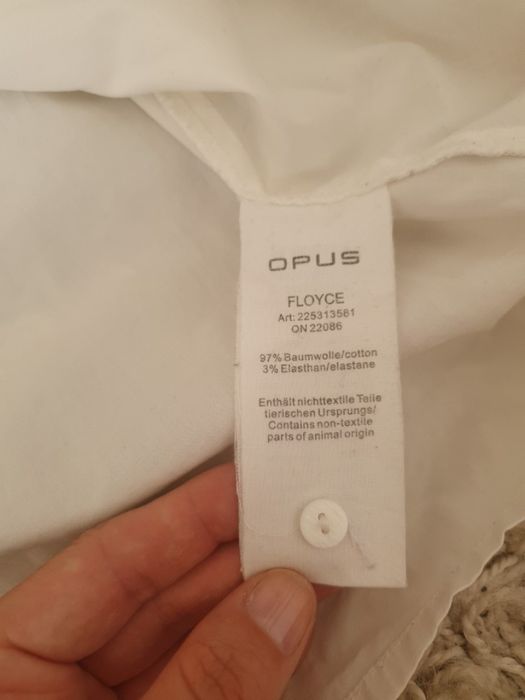 OPUS
FLOYCE
Art: 225313561
ON 22086
97% Baumwolle/cotton
3% Elasthan/elastane
Enthält nichttextile Teile
tierischen Ursprungs/
Contains non-textile
parts of animal origin